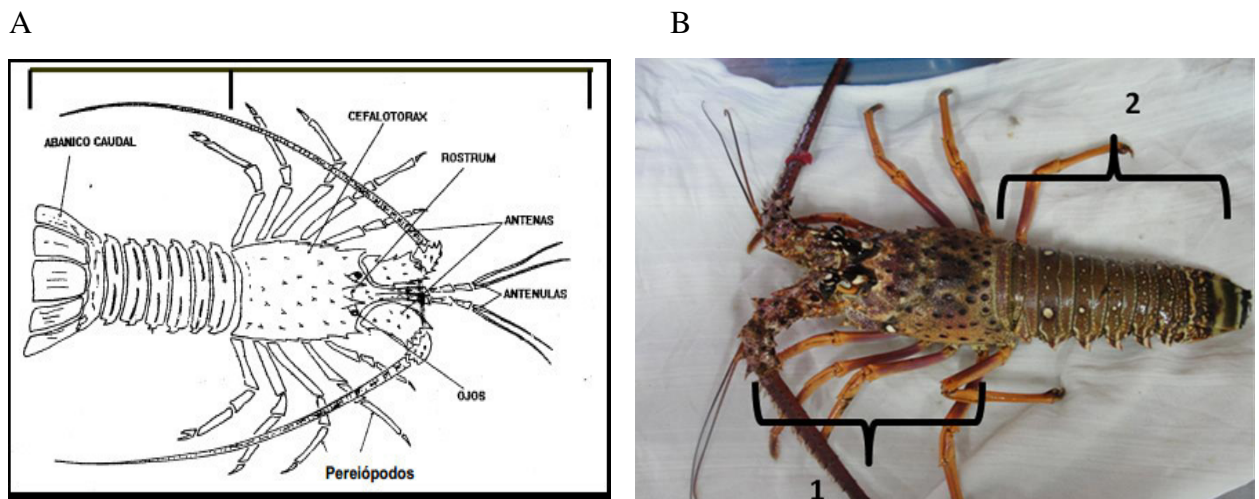 A
B
CEFALOTORAX
ABANICO CAUDAL
ROSTRUM
ANTENAS
ANTENULAS
OJOS
Pereiópodos
2
1